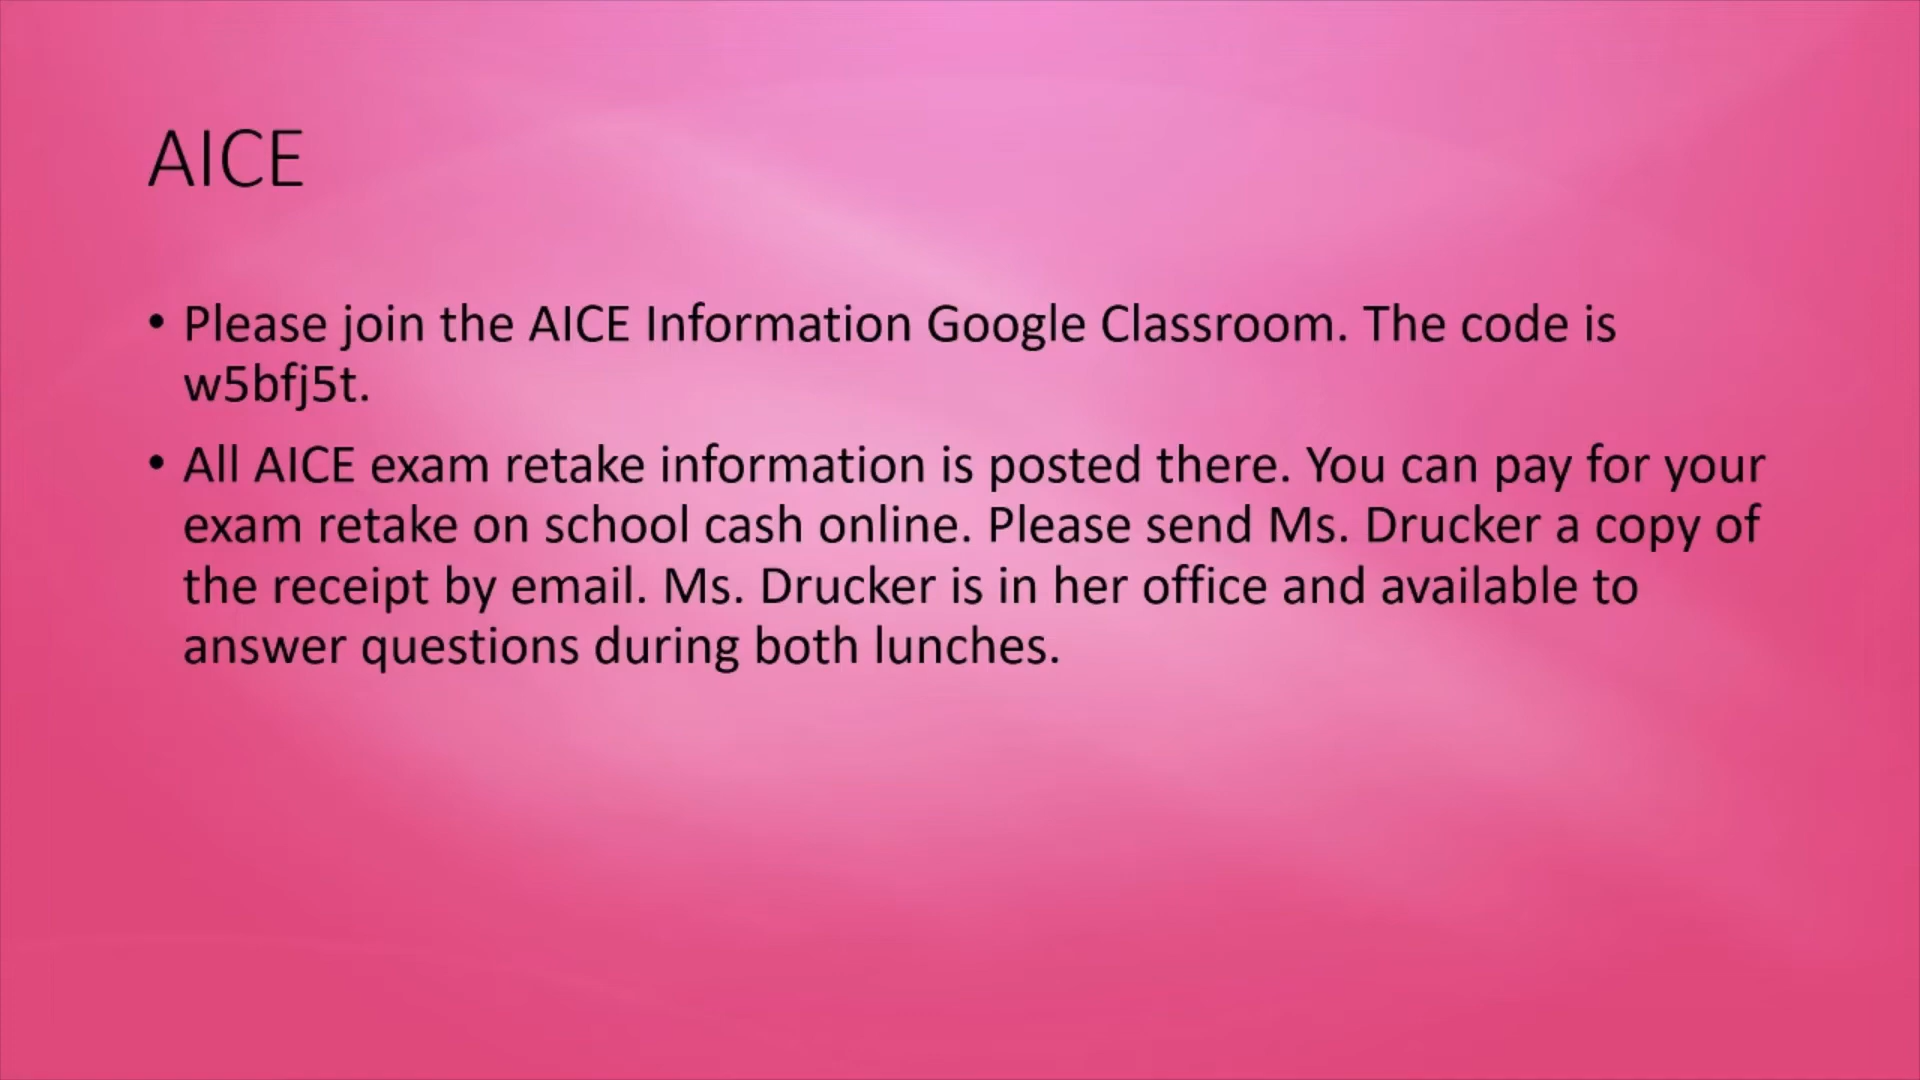 AICE
• Please join the AICE Information Google Classroom. The code is
w5bfj5t.
• All AICE exam retake information is posted there. You can pay for your
exam retake on school cash online. Please send Ms. Drucker a copy of
the receipt by email. Ms. Drucker is in her office and available to
answer questions during both lunches.